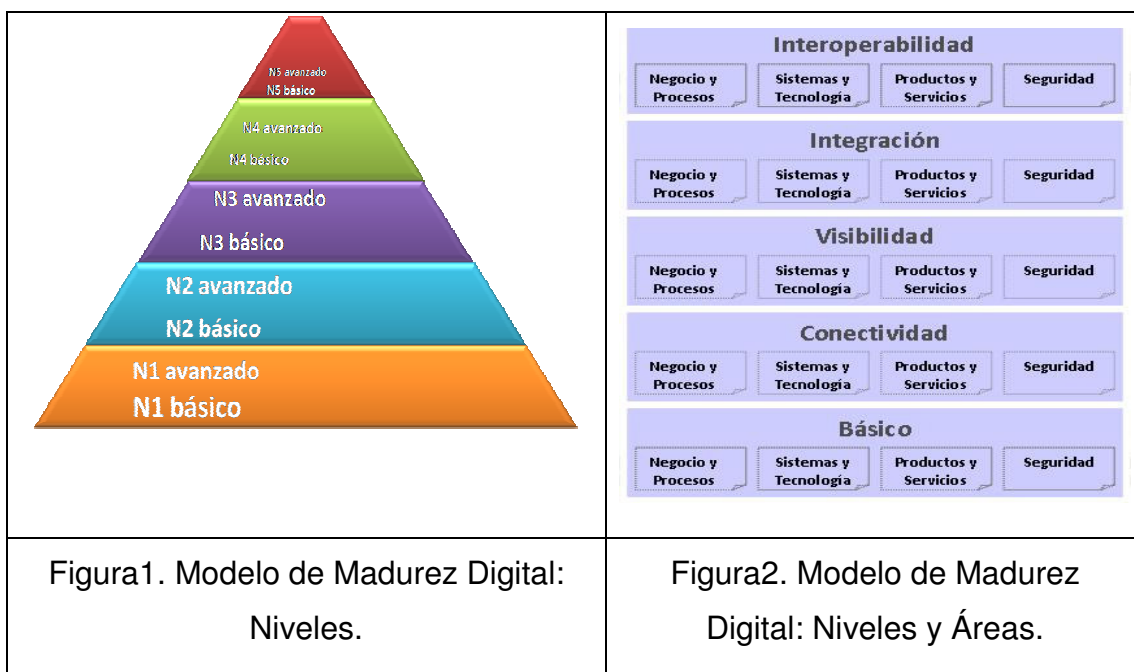 N5 avanzado
N5 básico
N4 avanzado
N4 básico
N3 avanzado
N3 básico
N2 avanzado
N2 básico
N1 avanzado
N1 básico
Interoperabilidad
Negocio y Sistemas y Productos y Seguridad
Procesos Tecnología Servicios
Integración
Negocio y Sistemas y Productos y Seguridad
Procesos Tecnología Servicios
Visibilidad
Negocio y Sistemas y Productos y Seguridad
Procesos Tecnología Servicios
Conectividad
Negocio y Sistemas y Productos y Seguridad
Procesos Tecnología Servicios
Básico
Negocio y Sistemas y Productos y Seguridad
Procesos Tecnología Servicios
Figura1. Modelo de Madurez Digital:
Niveles.
Figura2. Modelo de Madurez
Digital: Niveles y Áreas.